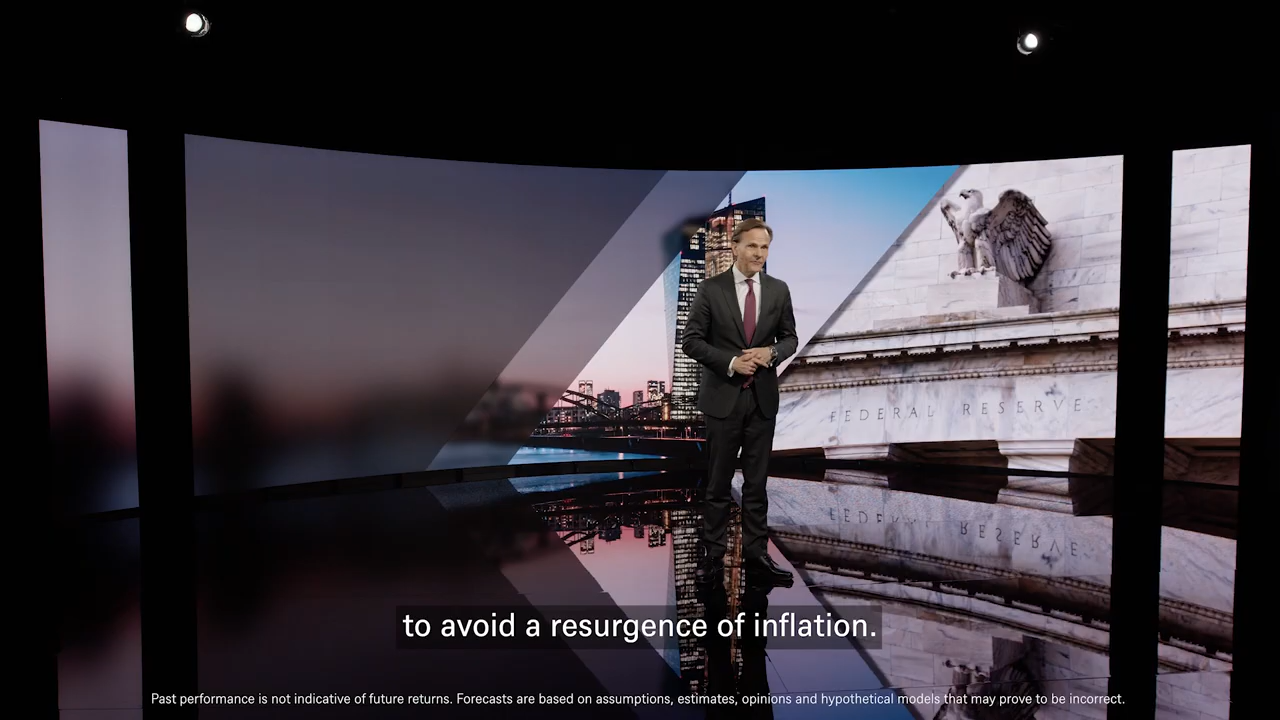 FEDERAL RESERVE
to avoid a resurgence of inflation.
Past performance is not indicative of future returns. Forecasts are based on assumptions, estimates, opinions and hypothetical models that may prove to be incorrect.